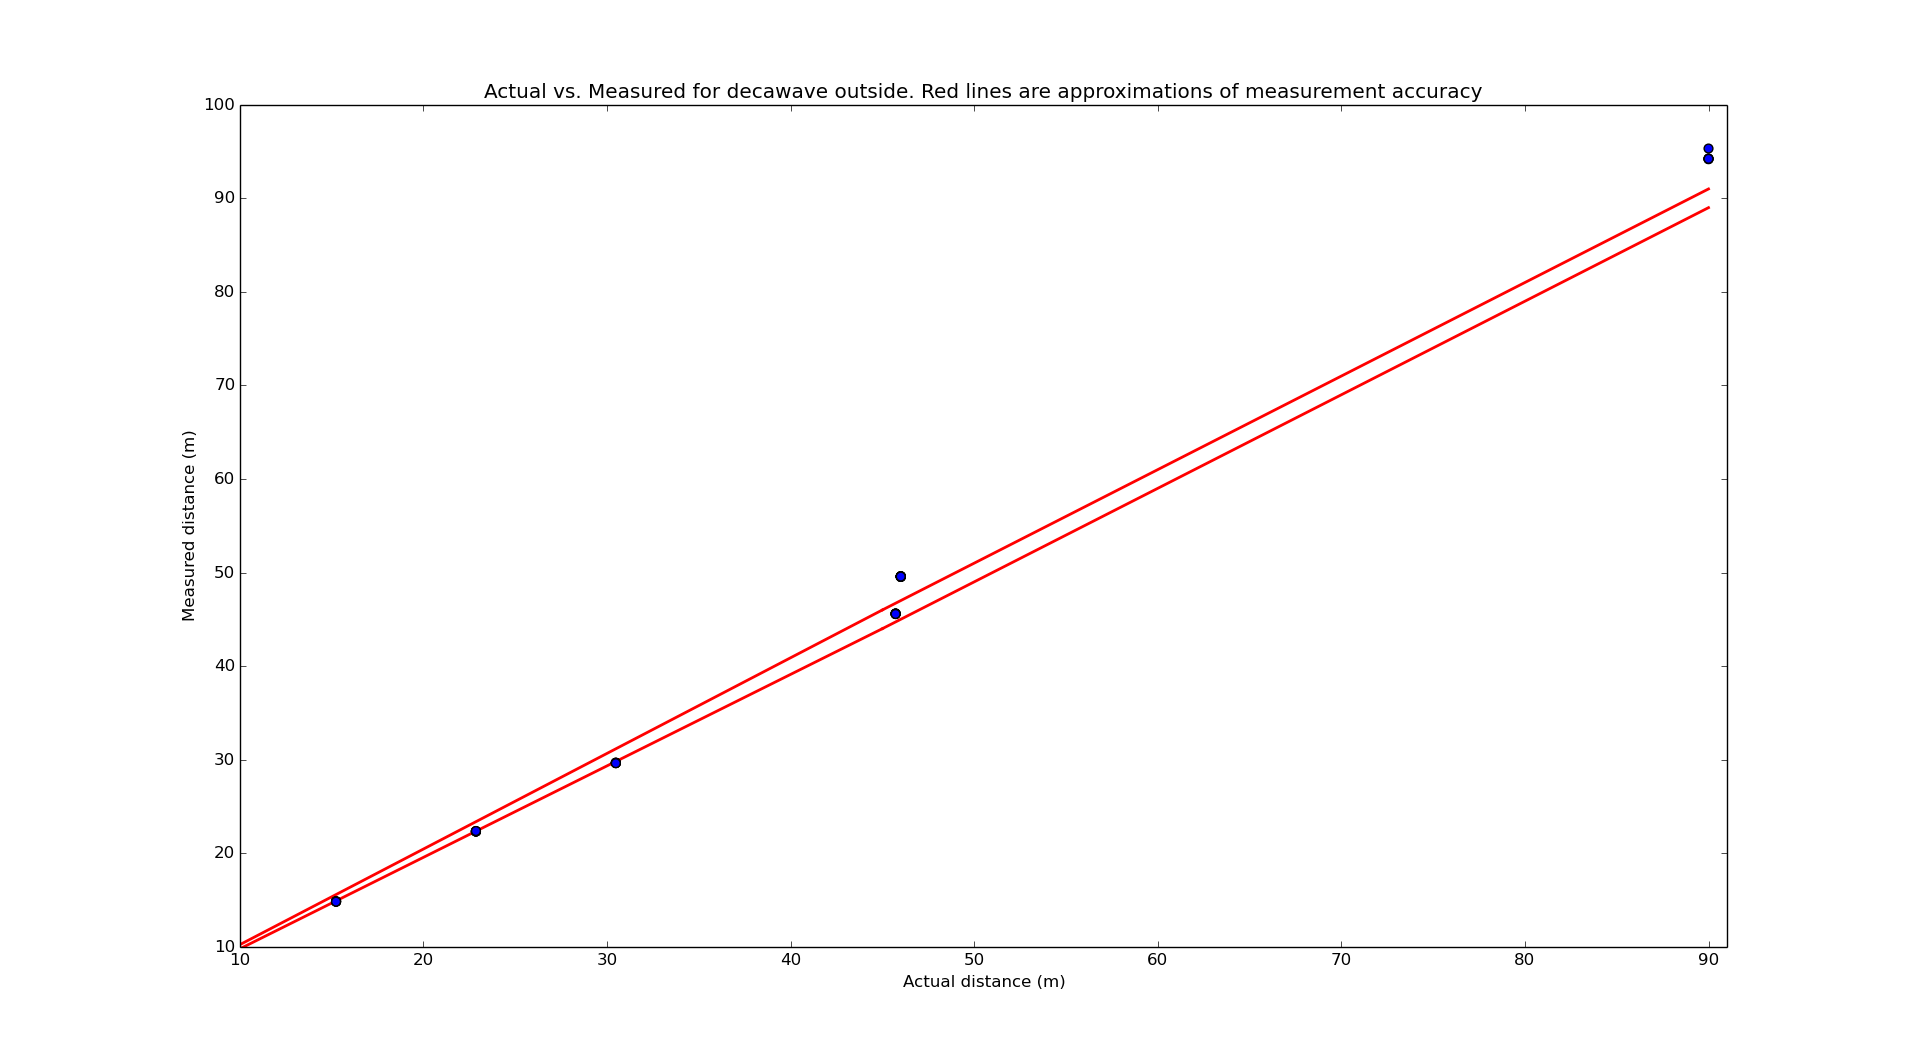 Actual vs. Measured for decawave outside. Red lines are approximations of measurement accuracy
100
90
80
70
60
50
40
30
20
10
Measured distance (m)
10 20 30 40 50 60 70 80 90
Actual distance (m)